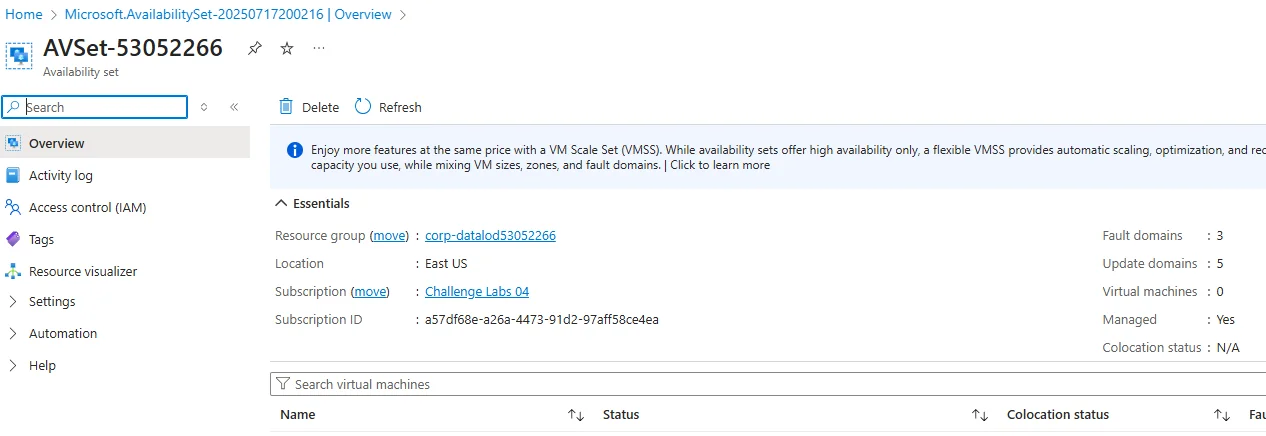 Home > Microsoft.AvailabilitySet-20250717200216 | Overview >
AVSet-53052266 ...
Availability set
Search
Overview
Activity log
Access control (IAM)
Tags
Resource visualizer
Settings
Automation
Help
Delete Refresh
Enjoy more features at the same price with a VM Scale Set (VMSS). While availability sets offer high availability only, a flexible VMSS provides automatic scaling, optimization, and
capacity you use, while mixing VM sizes, zones, and fault domains. | Click to learn more
Essentials
Resource group (move) : corp-datalod53052266
Location : East US
Subscription (move) : Challenge Labs 04
Subscription ID : a57df68e-a26a-4473-91d2-97aff58ce4ea
Fault domains : 3
Update domains : 5
Virtual machines : 0
Managed : Yes
Colocation status : N/A
Search virtual machines
Name Status Colocation status